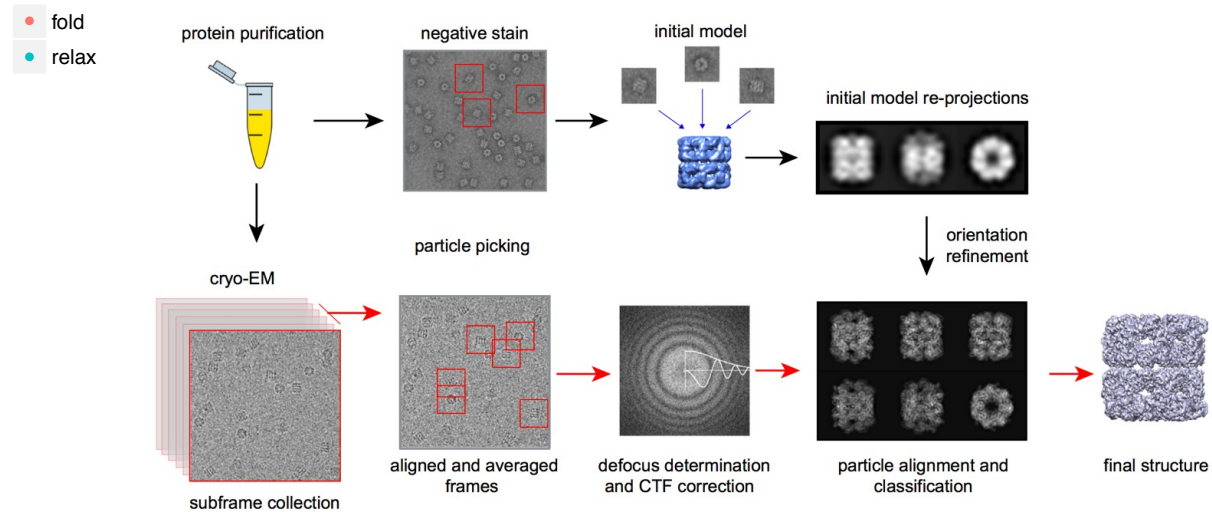 fold
relax
protein purification
negative stain
initial model
initial model re-projections
orientation
refinement
particle picking
cryo-EM
subframe collection
aligned and averaged
frames
defocus determination
and CTF correction
particle alignment and
classification
final structure